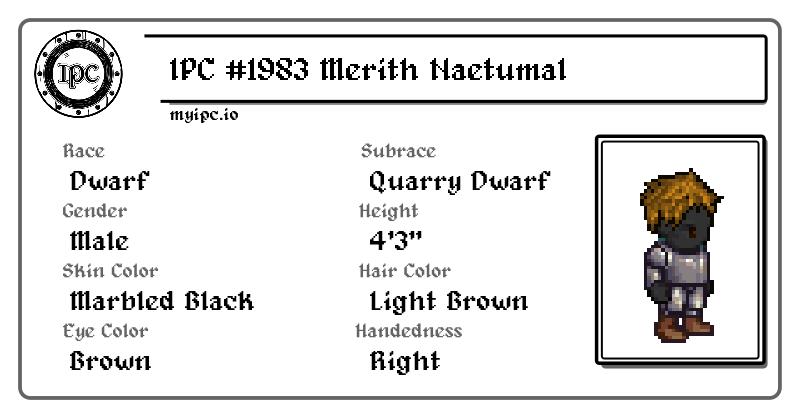 IPC
IPC #1983 Merith Naetumal
myipc.io
Race
Subrace
Dwarf
Quarry Dwarf
Gender
Height
Male
4'3"
Skin Color
Hair Color
Marbled Black
Light Brown
Eye Color
Handedness
Brown
Right